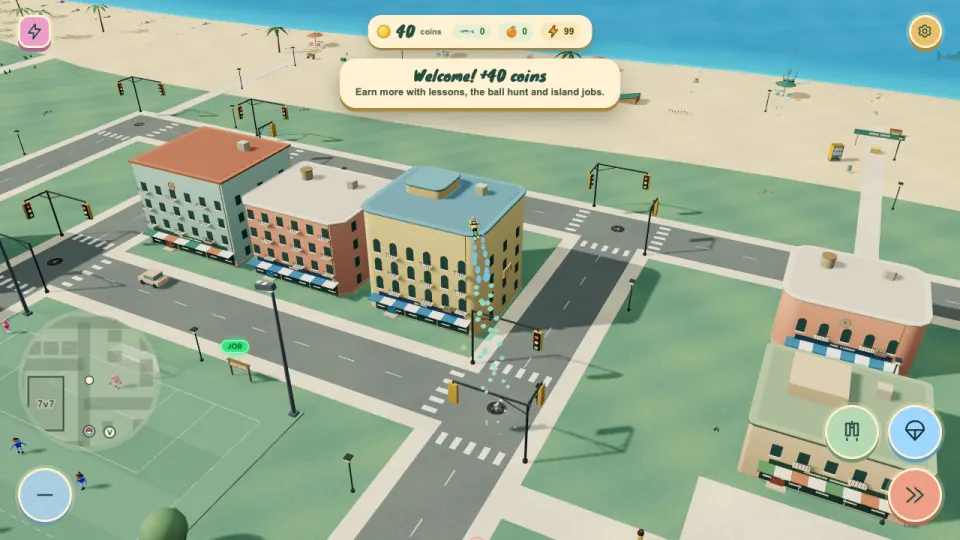 40 coins 0 0 99
Welcome! +40 coins
Earn more with lessons, the ball hunt and island jobs.
JOB
7v7
V